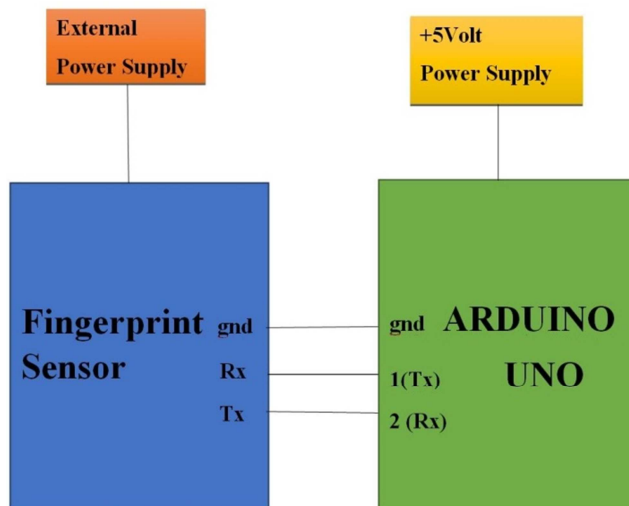 External
Power Supply
+5Volt
Power Supply
Fingerprint
Sensor
gnd
Rx
Tx
gnd
1(Tx)
2 (Rx)
ARDUINO
UNO